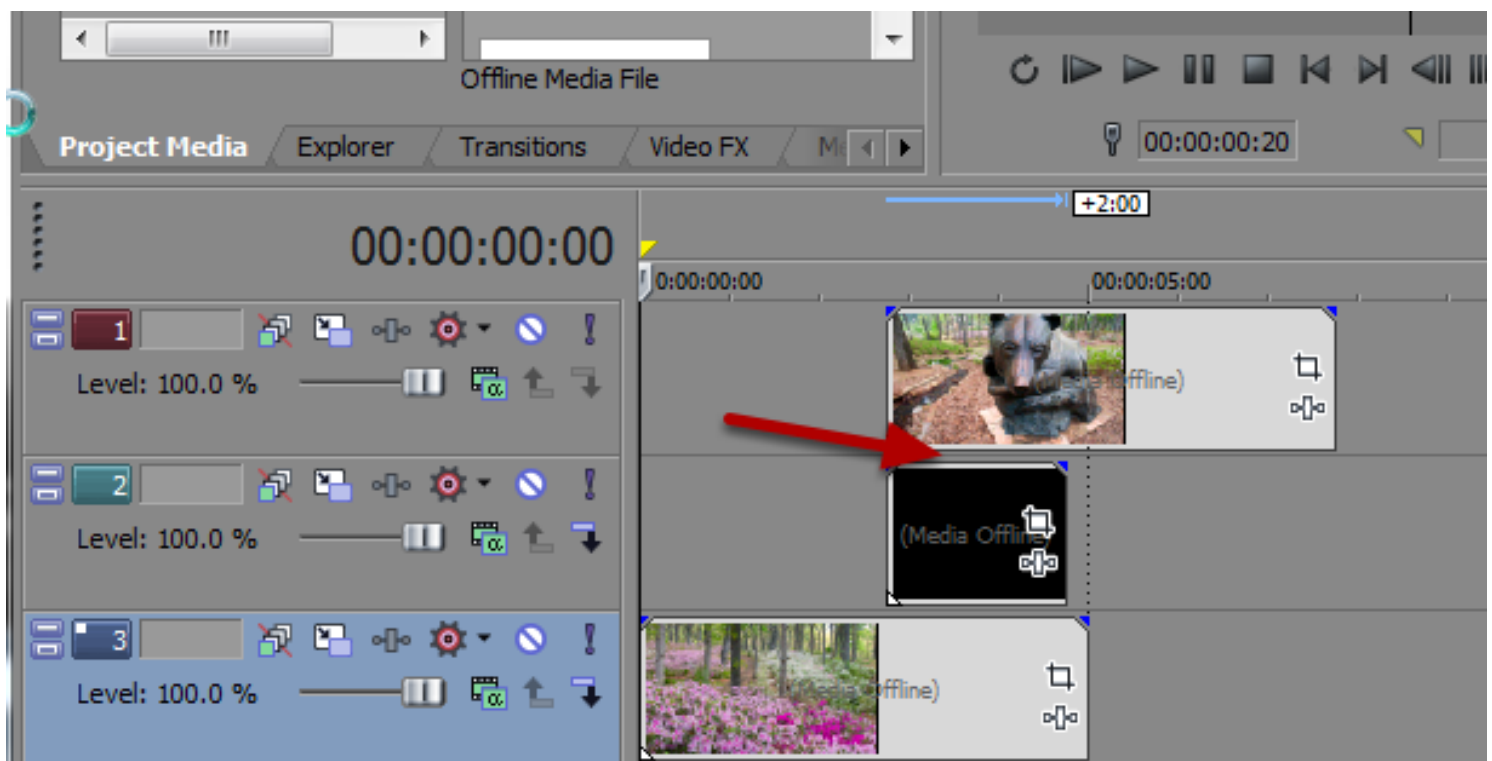 Offline Media File
Project Media Explorer Transitions Video FX
00:00:00:20
+2:00
00:00:00:00
0:00:00:00 00:00:05:00
1
Level: 100.0 %
(Media Offline)
2
Level: 100.0 %
(Media Offline)
3
Level: 100.0 %
(Media Offline)